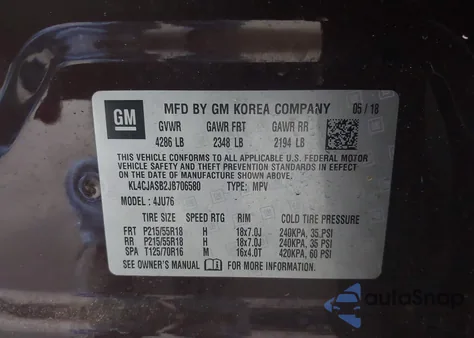 GM
MFD BY GM KOREA COMPANY 05/18
GVWR GAWR FRT GAWR RR
4286 LB 2348 LB 2194 LB
THIS VEHICLE CONFORMS TO ALL APPLICABLE U.S. FEDERAL MOTOR
VEHICLE SAFETY AND THEFT PREVENTION STANDARDS IN EFFECT
ON THE DATE OF MANUFACTURE SHOWN ABOVE.
KL4CJASB2JB706580 TYPE: MPV
MODEL: 4JU76
TIRE SIZE SPEED RTG RIM COLD TIRE PRESSURE
FRT P215/55R18 H 18x7.0J 240KPA, 35 PSI
RR P215/55R18 H 18x7.0J 240KPA, 35 PSI
SPA T125/70R16 M 16x4.0T 420KPA, 60 PSI
SEE OWNER'S MANUAL FOR MORE INFORMATION.
autoSnap